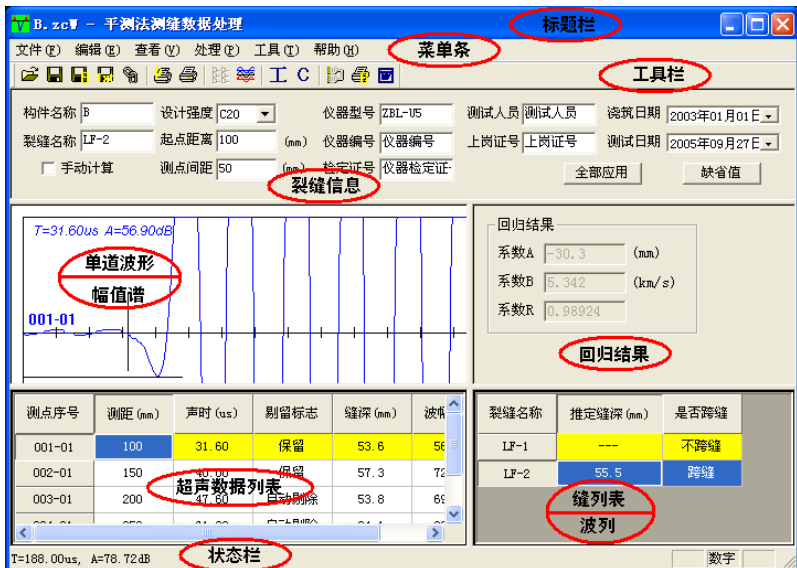 B.zcW - 平测法测缝数据处理
标题栏
文件(F) 编辑(E) 查看(V) 处理(P) 工具(T) 帮助(H)
菜单条
工具栏
构件名称 B 设计强度 C20 仪器型号 ZBL-U5 测试人员 测试人员 浇筑日期 2003年01月01日
裂缝名称 LF-2 起点距离 100 (mm) 仪器编号 仪器编号 上岗证号 上岗证号 测试日期 2005年09月27日
手动计算 测点间距 50 (mm) 检定证号 仪器检定证
裂缝信息
全部应用 缺省值
T=31.60us A=56.90dB
单道波形
幅值谱
001-01
回归结果
系数A -30.3 (mm)
系数B 5.342 (km/s)
系数R 0.98924
回归结果
测点序号 测距(mm) 声时(us) 剔留标志 缝深(mm) 波幅
001-01 100 31.60 保留 53.6 56
002-01 150 40.00 保留 57.3 72
003-01 200 47.60 自动剔除 53.8 69
超声数据列表
裂缝名称 推定缝深(mm) 是否跨缝
LF-1 --- 不跨缝
LF-2 55.5 跨缝
缝列表
波列
T=188.00us, A=78.72dB
状态栏
数字